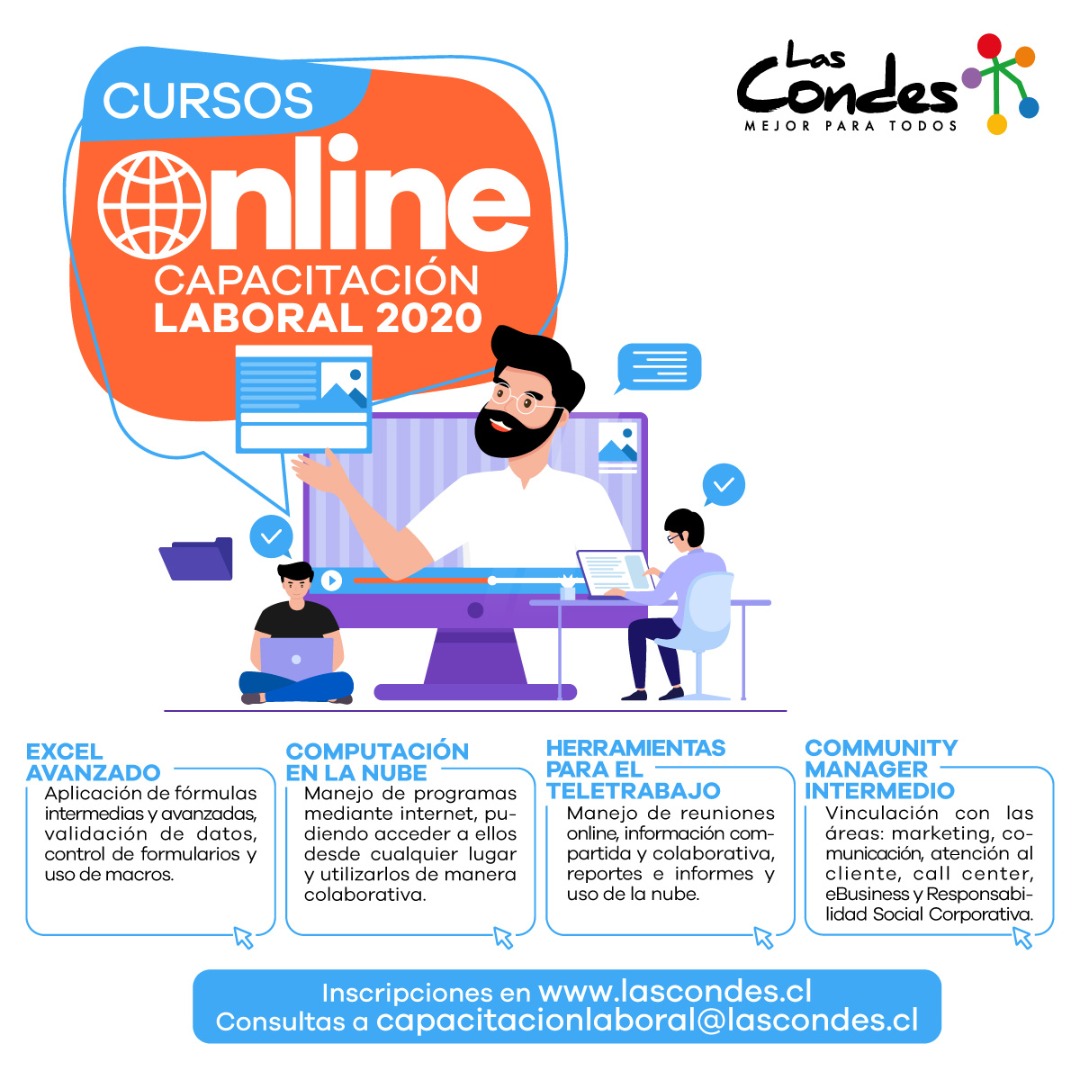 CURSOS
Online
CAPACITACIÓN
LABORAL 2020
Las
Condes
MEJOR PARA TODOS
EXCEL
AVANZADO
Aplicación de fórmulas
intermedias y avanzadas,
validación de datos,
control de formularios y
uso de macros.
COMPUTACIÓN
EN LA NUBE
Manejo de programas
mediante internet, pu-
diendo acceder a ellos
desde cualquier lugar
y utilizarlos de manera
colaborativa.
HERRAMIENTAS
PARA EL
TELETRABAJO
Manejo de reuniones
online, información com-
partida y colaborativa,
reportes e informes y
uso de la nube.
COMMUNITY
MANAGER
INTERMEDIO
Vinculación con las
áreas: marketing, co-
municación, atención al
cliente, call center,
eBusiness y Responsabi-
lidad Social Corporativa.
Inscripciones en www.lascondes.cl
Consultas a capacitacionlaboral@lascondes.cl